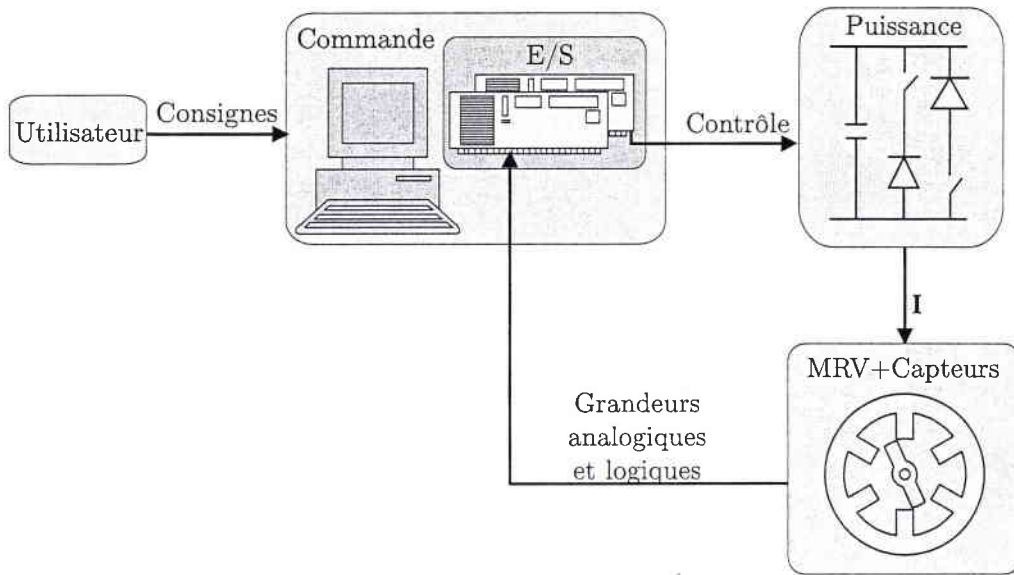 Utilisateur
Consignes
Commande
E/S
Contrôle
Puissance
I
MRV+Capteurs
Grandeurs
analogiques
et logiques